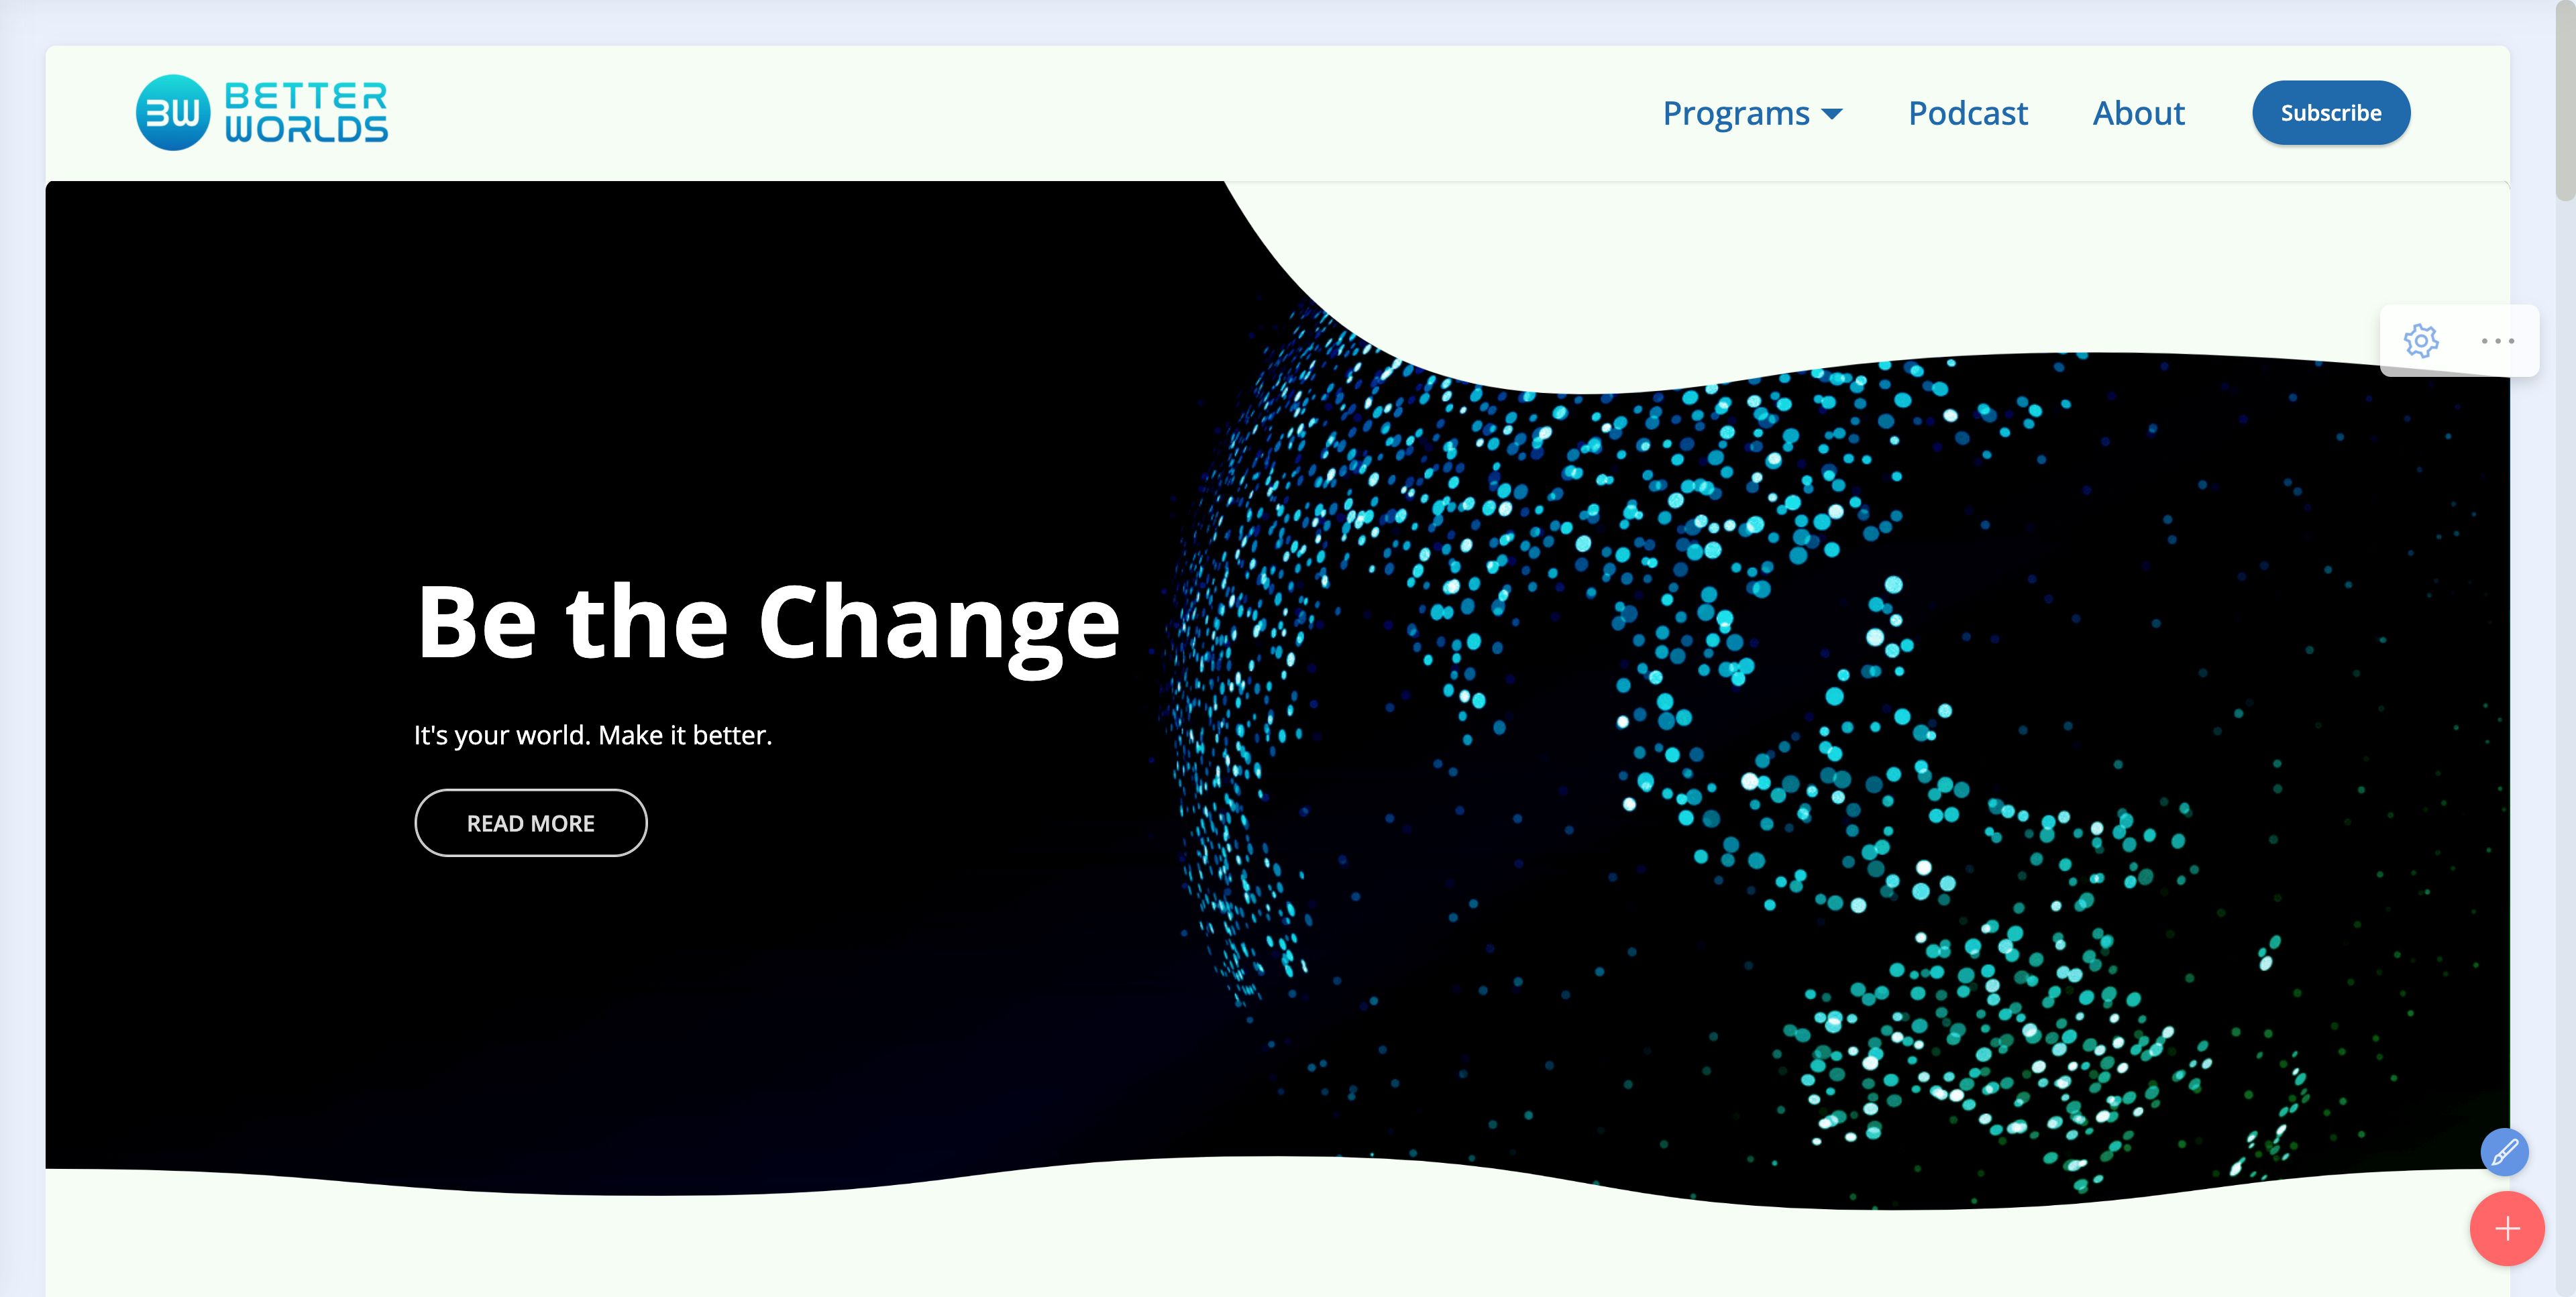 BW BETTER
WORLDS
Programs Podcast About Subscribe
Be the Change
It's your world. Make it better.
READ MORE